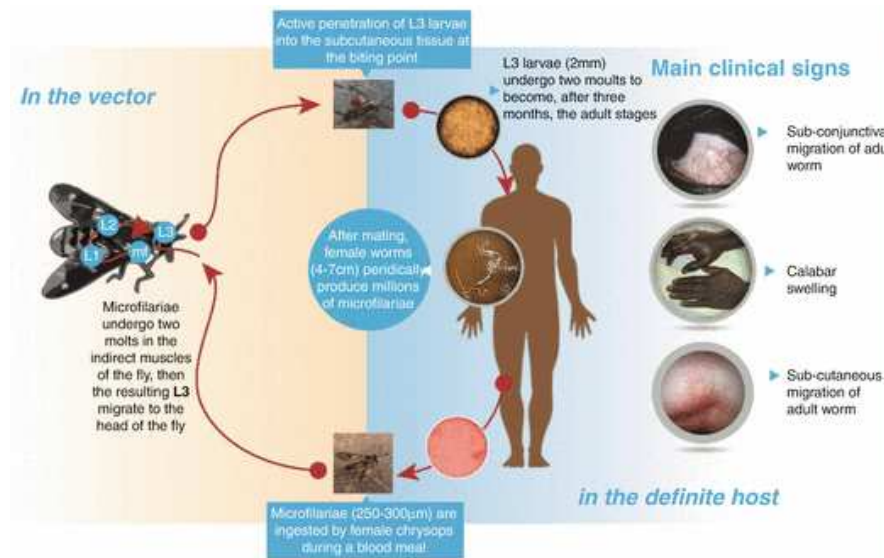 Active penetration of L3 larvae
into the subcutaneous tissue at
the biting point
In the vector
L3 larvae (2mm)
undergo two moults to
become, after three
months, the adult stages
Main clinical signs
Sub-conjunctiva
migration of adu
worm
L2
L3
L1
mf
After mating,
female worms
(4-7cm) peridically
produce millions
of microfilariae
Calabar
swelling
Microfilariae
undergo two
molts in the
indirect muscles
of the fly, then
the resulting L3
migrate to the
head of the fly
Sub-cutaneous
migration of
adult worm
in the definite host
Microfilariae (250-300µm) are
ingested by female chrysops
during a blood meal